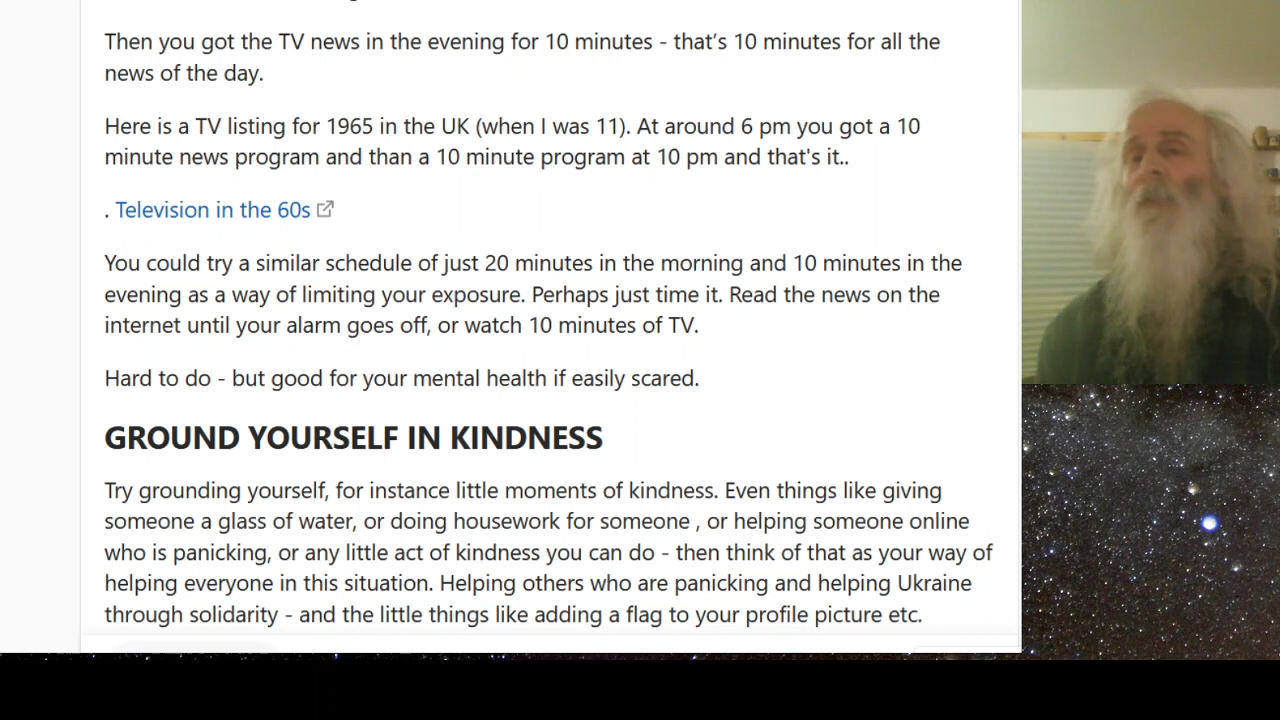 Then you got the TV news in the evening for 10 minutes - that’s 10 minutes for all the
news of the day.
Here is a TV listing for 1965 in the UK (when I was 11). At around 6 pm you got a 10
minute news program and than a 10 minute program at 10 pm and that's it..
. Television in the 60s
You could try a similar schedule of just 20 minutes in the morning and 10 minutes in the
evening as a way of limiting your exposure. Perhaps just time it. Read the news on the
internet until your alarm goes off, or watch 10 minutes of TV.
Hard to do - but good for your mental health if easily scared.
GROUND YOURSELF IN KINDNESS
Try grounding yourself, for instance little moments of kindness. Even things like giving
someone a glass of water, or doing housework for someone , or helping someone online
who is panicking, or any little act of kindness you can do - then think of that as your way of
helping everyone in this situation. Helping others who are panicking and helping Ukraine
through solidarity - and the little things like adding a flag to your profile picture etc.